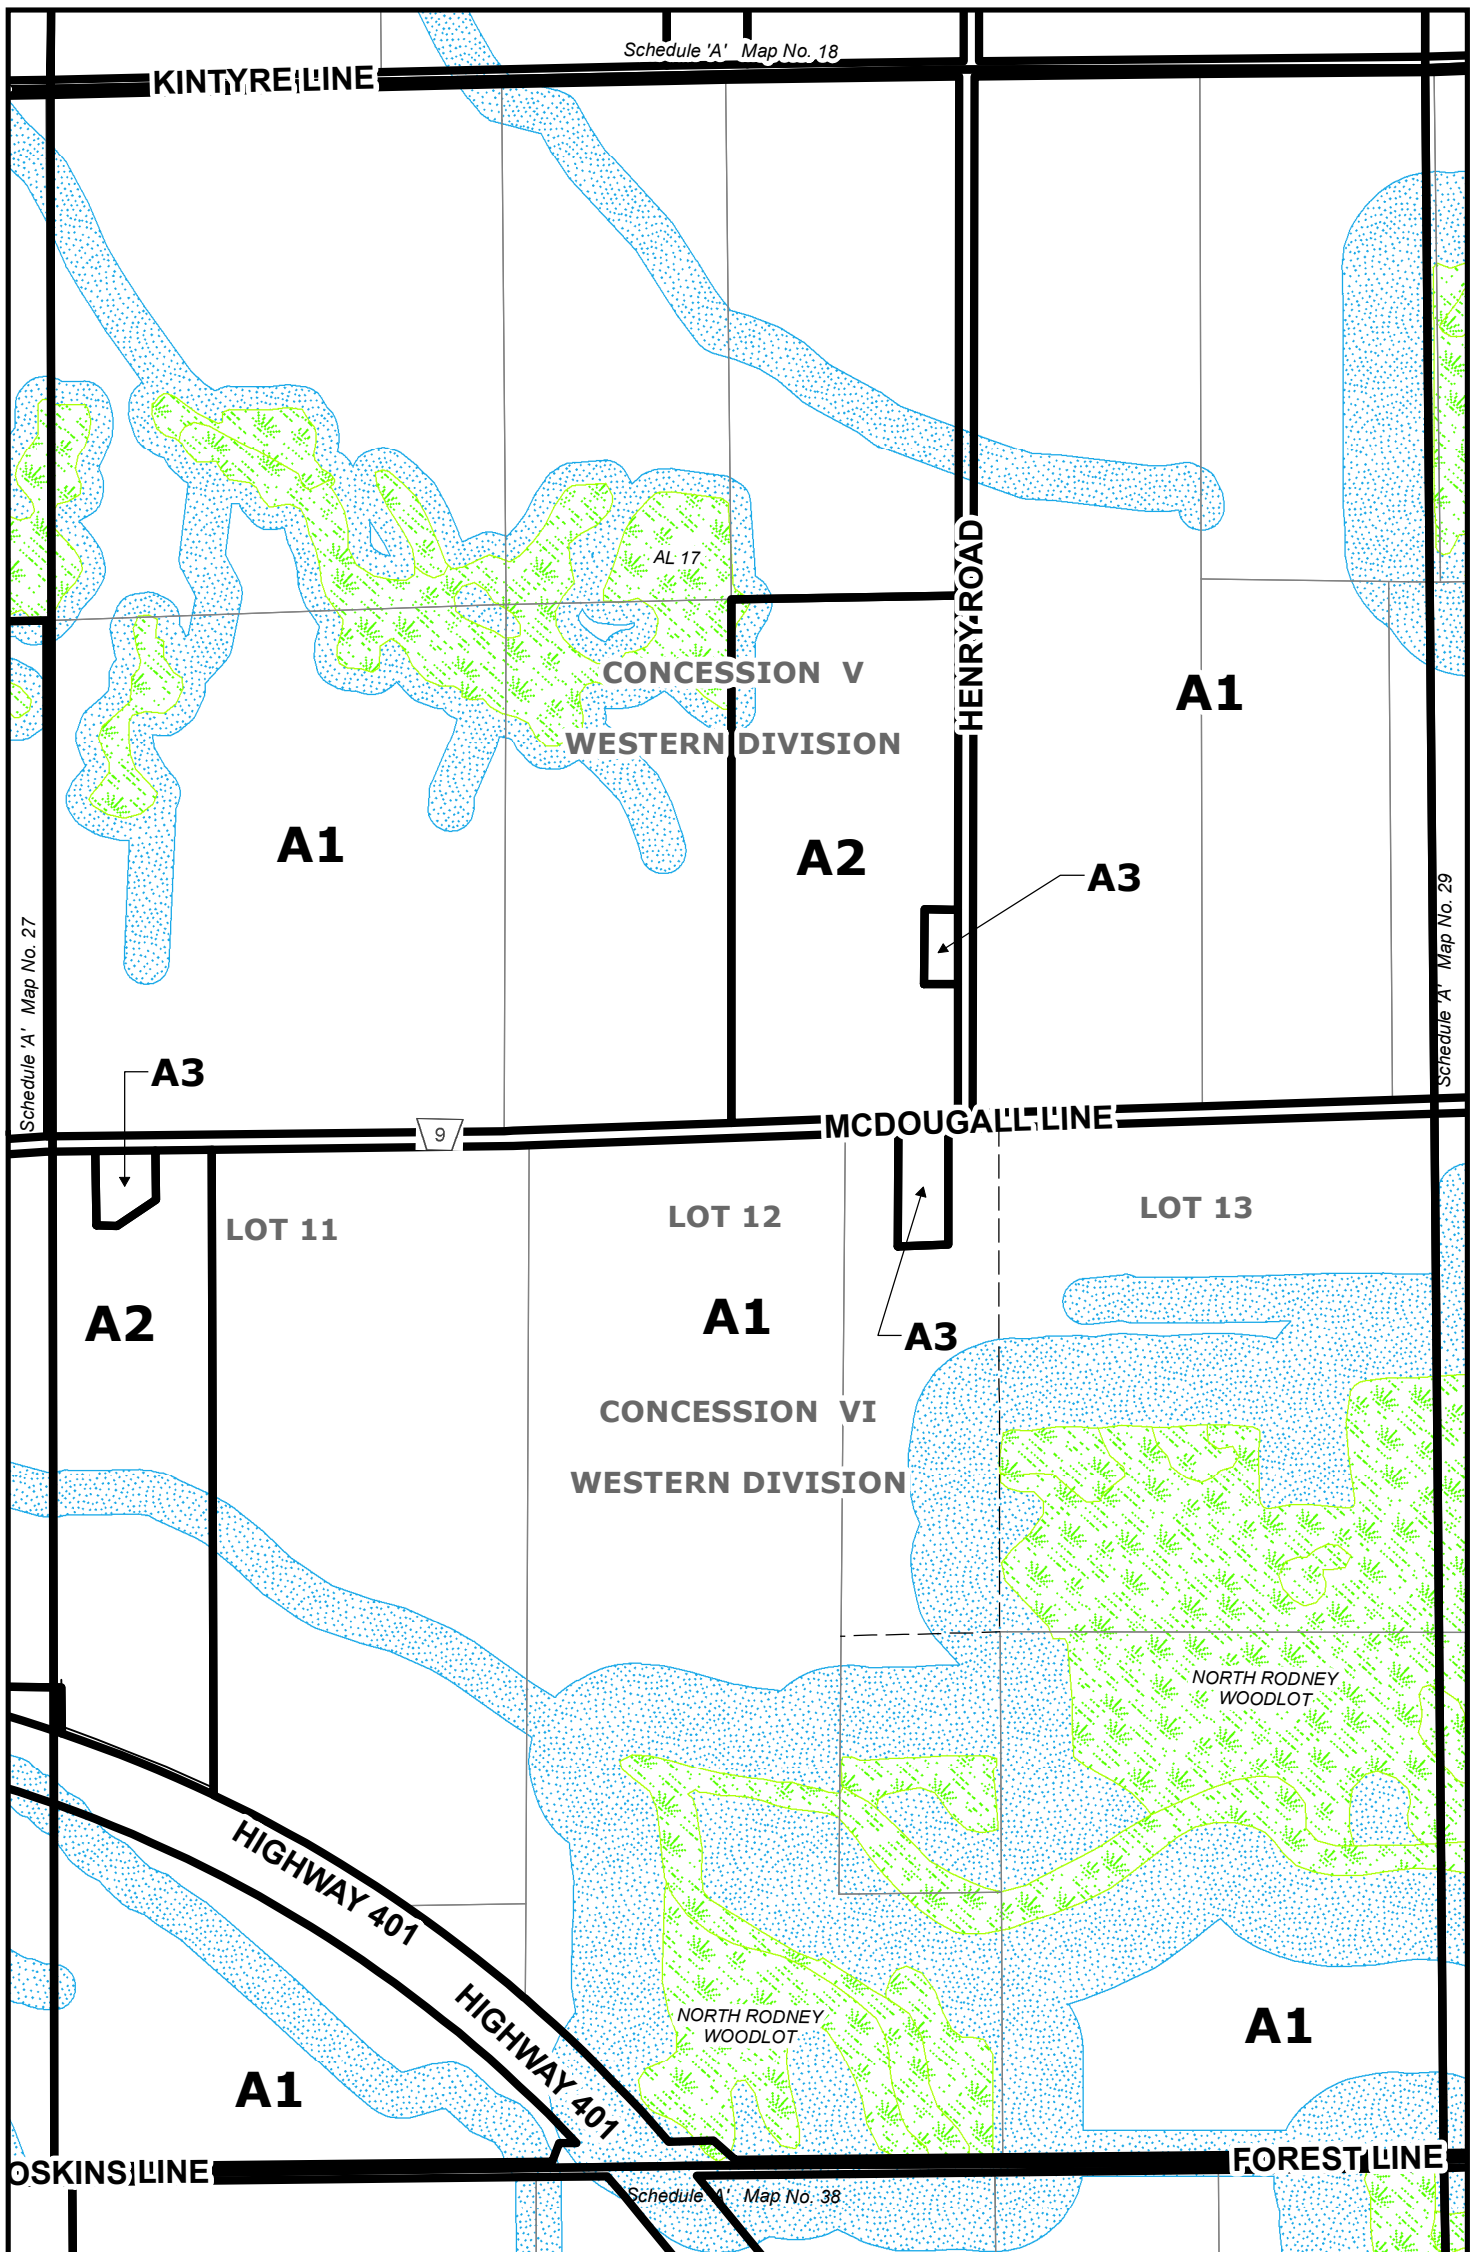 Schedule 'A' Map No. 18
KINTYRE LINE
HENRY ROAD
AL 17
CONCESSION V
WESTERN DIVISION
A1
A1
A2
A3
Schedule 'A' Map No. 27
Schedule 'A' Map No. 29
A3
9
MCDOUGALL LINE
LOT 11
LOT 12
LOT 13
A2
A1
A3
CONCESSION VI
WESTERN DIVISION
NORTH RODNEY
WOODLOT
HIGHWAY 401
HIGHWAY 401
NORTH RODNEY
WOODLOT
A1
A1
OSKINS LINE
FOREST LINE
Schedule 'A' Map No. 38